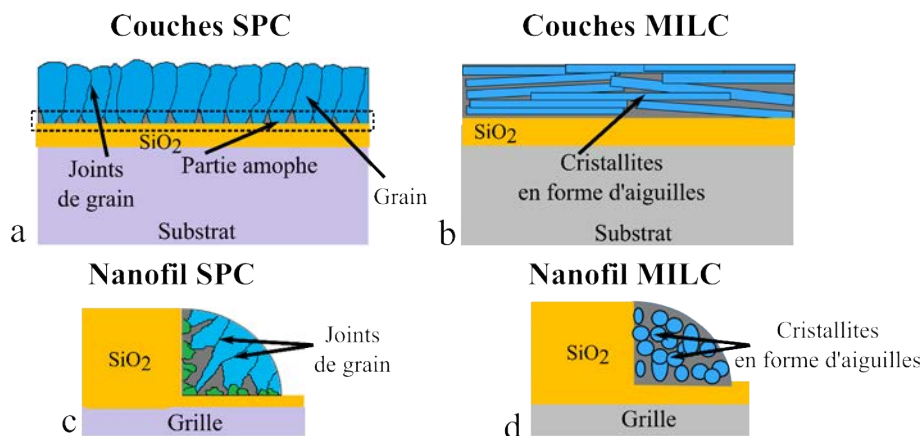 Couches SPC
Couches MILC
SiO2
Joints
de grain
Partie amophe
Grain
Substrat
a
SiO2
Cristallites
en forme d'aiguilles
Substrat
b
Nanofil SPC
Nanofil MILC
SiO2
Joints
de grain
Grille
c
SiO2
Cristallites
en forme d'aiguilles
Grille
d